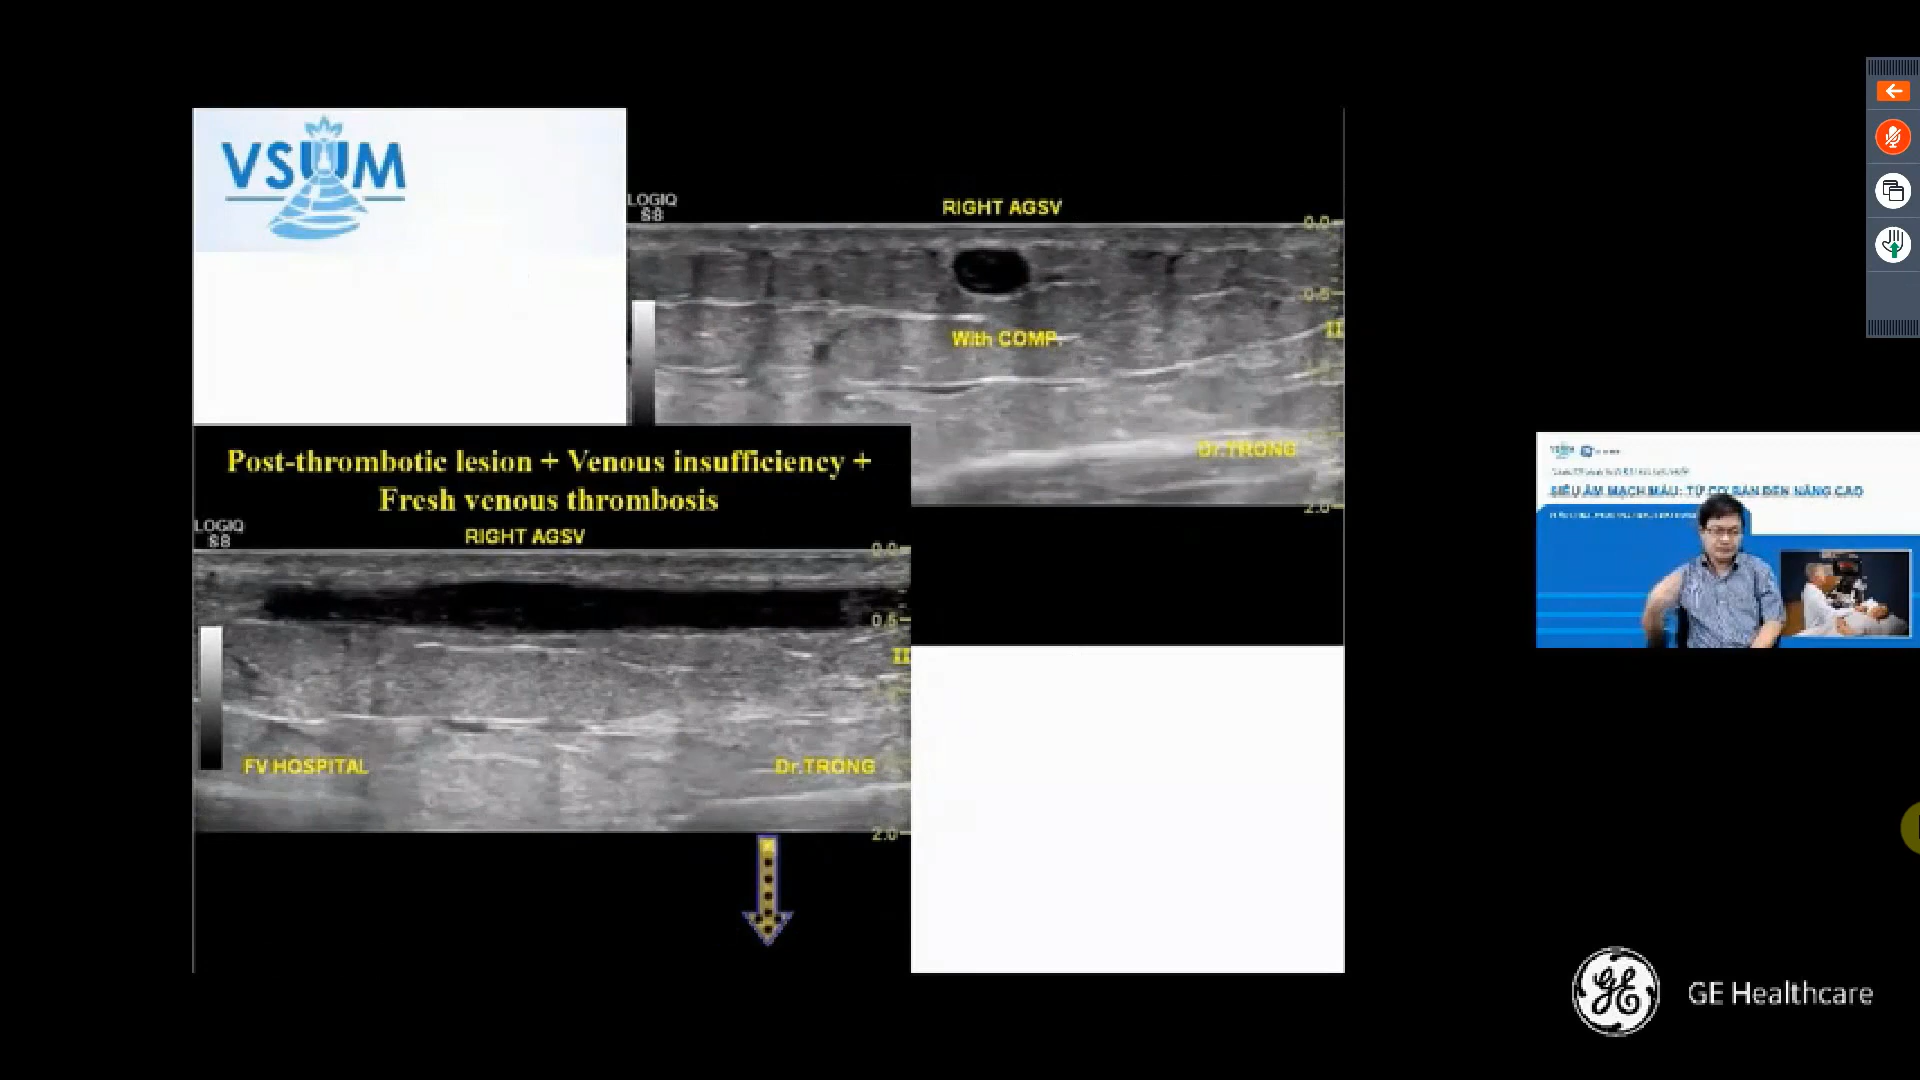 VSUM
LOGIQ
S8
RIGHT AGSV
0.0
0.5
With COMP.
Dr.TRONG
2.0
Post-thrombotic lesion + Venous insufficiency +
Fresh venous thrombosis
LOGIQ
S8
RIGHT AGSV
0.0
0.5
FV HOSPITAL
Dr.TRONG
2.0
SIÊU ÂM MẠCH MÁU: TỪ CƠ BẢN ĐẾN NÂNG CAO
GE Healthcare